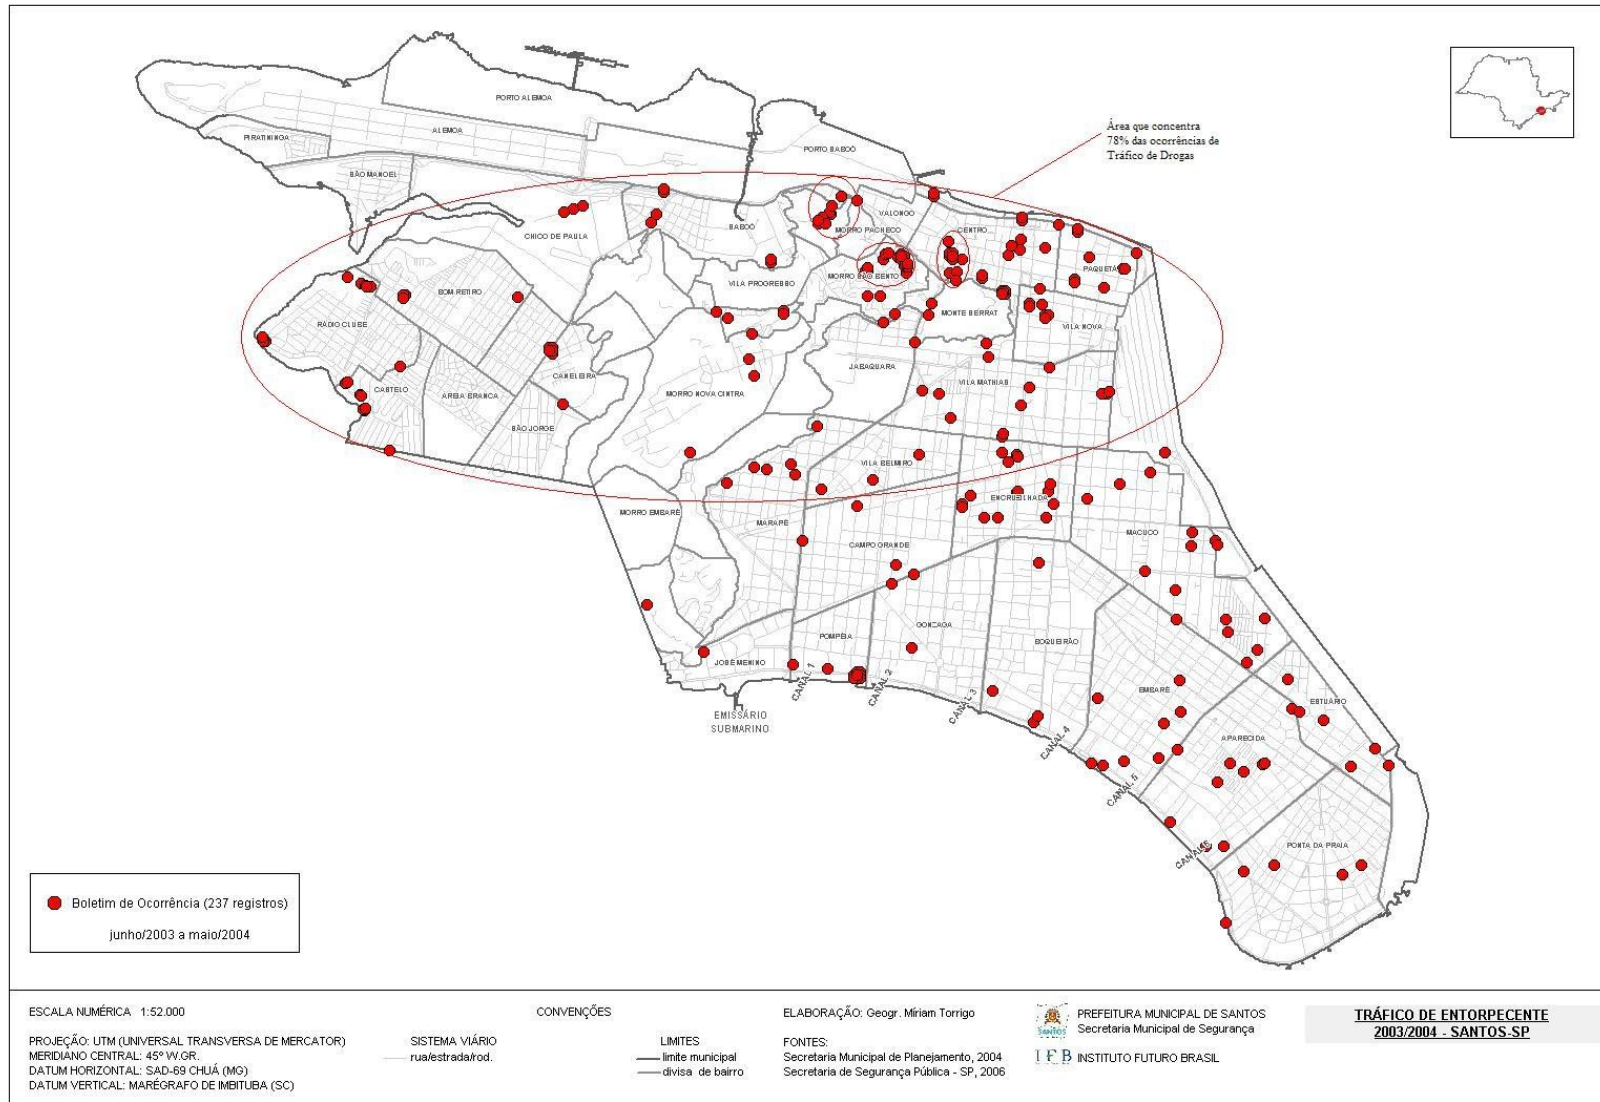 PORTO ALEMOA
ALEMOA
PIRATININGA
SÃO MANOEL
PORTO SABOÓ
Área que concentra
78% das ocorrências de
Tráfico de Drogas
CHICO DE PAULA
SABOÓ
VALONGO
MORRO PACHECO
CENTRO
PAQUETÁ
MORRO SÃO BENTO
VILA PROGRESSO
BOM RETIRO
RÁDIO CLUBE
MONTE SERRAT
VILA NOVA
JABAQUARA
CANELEIRA
VILA MATHIAS
CASTELO
AREIA BRANCA
MORRO NOVA CINTRA
SÃO JORGE
VILA BELMIRO
ENCRUZILHADA
MORRO EMBARÉ
MARAPÉ
CAMPO GRANDE
MACUCO
POMPÉIA
GONZAGA
BOQUEIRÃO
JOSÉ MENINO
CANAL 1
CANAL 2
CANAL 3
EMBARÉ
ESTUÁRIO
EMISSÁRIO
SUBMARINO
CANAL 4
APARECIDA
CANAL 5
CANAL 6
PONTA DA PRAIA
Boletim de Ocorrência (237 registros)
junho/2003 a maio/2004
ESCALA NUMÉRICA 1:52.000
PROJEÇÃO: UTM (UNIVERSAL TRANSVERSA DE MERCATOR)
MERIDIANO CENTRAL: 45º W.GR.
DATUM HORIZONTAL: SAD-69 CHUÁ (MG)
DATUM VERTICAL: MARÉGRAFO DE IMBITUBA (SC)
CONVENÇÕES
SISTEMA VIÁRIO
rua/estrada/rod.
LIMITES
limite municipal
divisa de bairro
ELABORAÇÃO: Geogr. Míriam Torrigo
FONTES:
Secretaria Municipal de Planejamento, 2004
Secretaria de Segurança Pública - SP, 2006
SANTOS
PREFEITURA MUNICIPAL DE SANTOS
Secretaria Municipal de Segurança
IFB INSTITUTO FUTURO BRASIL
TRÁFICO DE ENTORPECENTE
2003/2004 - SANTOS-SP